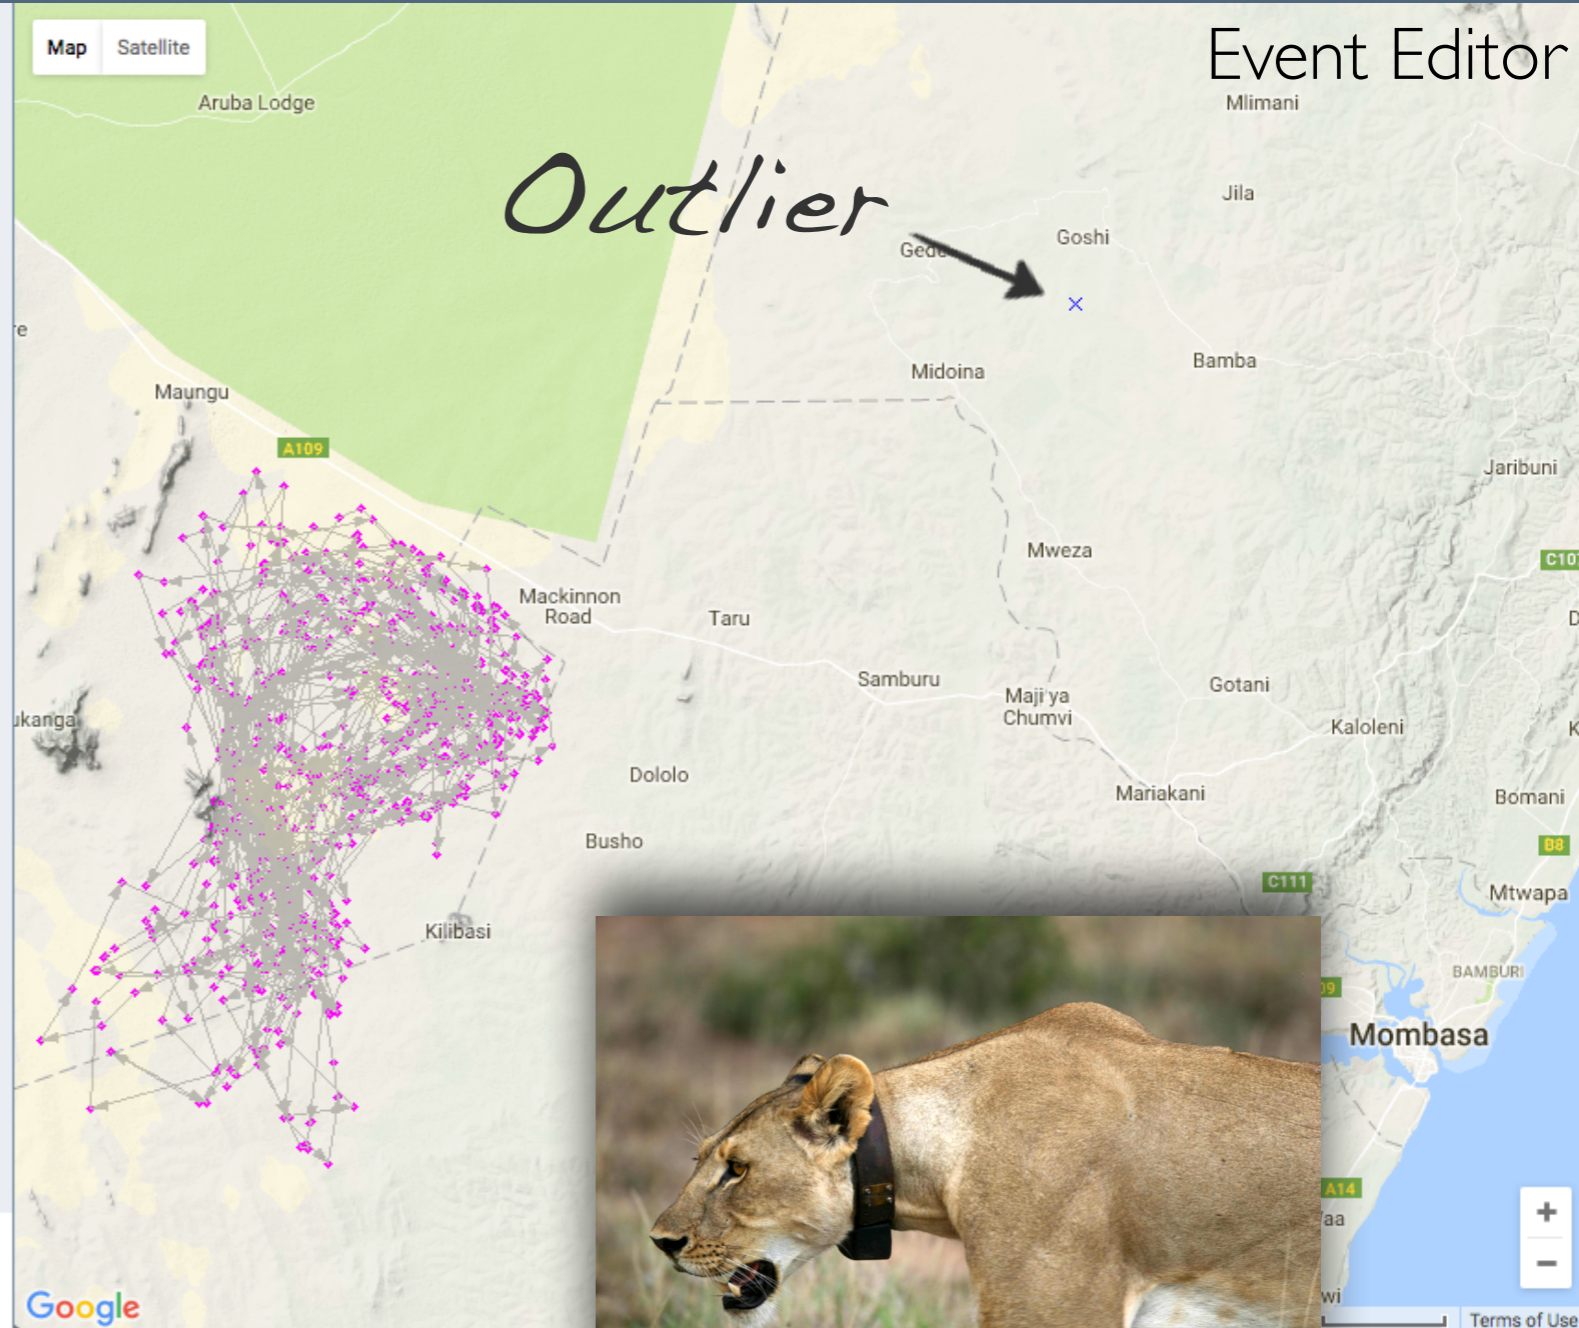 Map Satellite
Event Editor
Aruba Lodge
Mlimani
Outlier
Jila
Goshi
Maungu
Midoina
Bamba
A109
Jaribuni
Mweza
Mackinnon
Road
Taru
Samburu
Maji ya
Chumvi
Gotani
Kaloleni
Dololo
Mariakani
Bomani
Busho
B8
C111
Mtwapa
Kilibasi
BAMBURI
Mombasa
A14
+
−
Google
Terms of Use